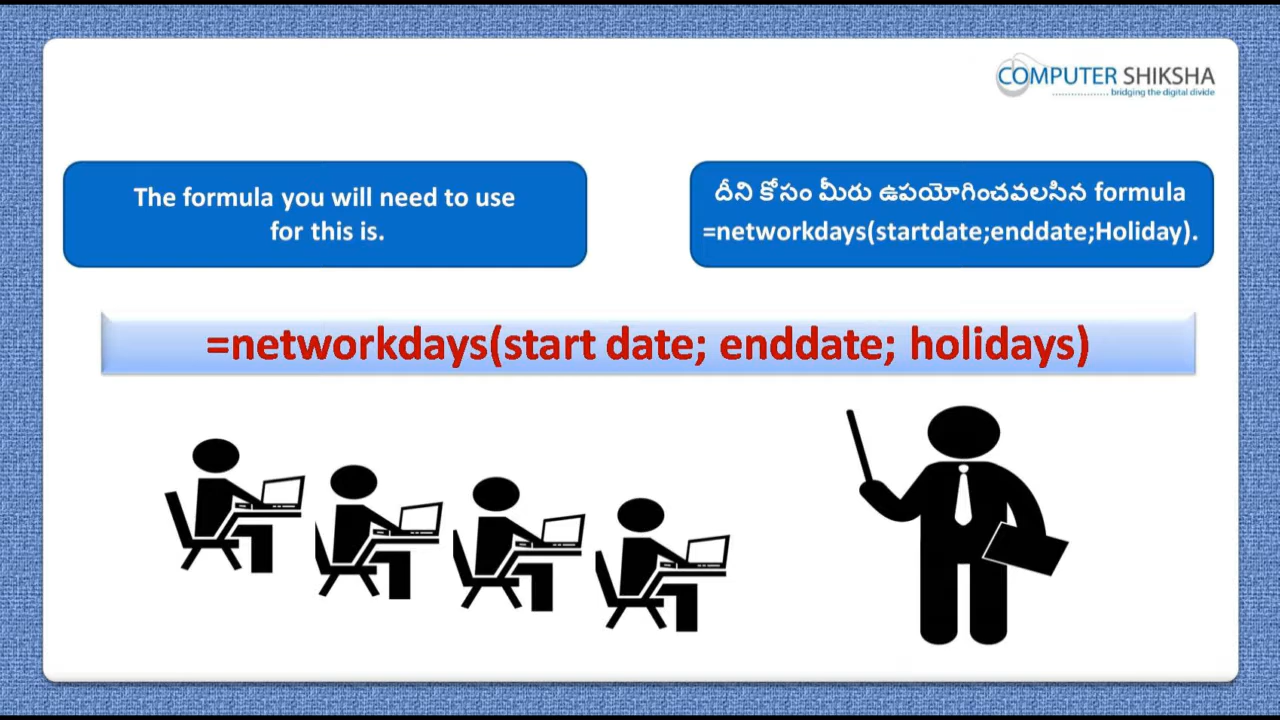 COMPUTER SHIKSHA
..................bridging the digital divide
The formula you will need to use
for this is.
దీని కోసం మీరు ఉపయోగించవలసిన formula
=networkdays(startdate;enddate;Holiday).
=networkdays(start date; enddate; holidays)